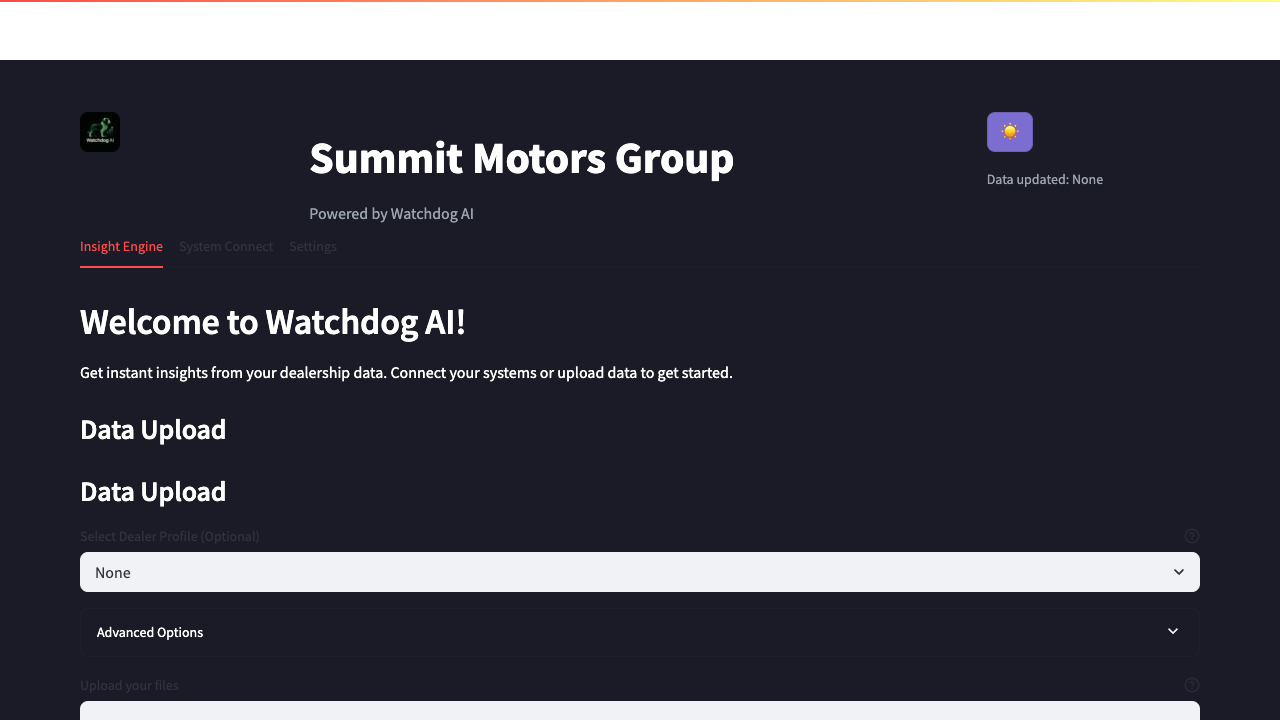 Watchdog AI
Summit Motors Group
Data updated: None
Powered by Watchdog AI
Insight Engine
System Connect
Settings
Welcome to Watchdog AI!
Get instant insights from your dealership data. Connect your systems or upload data to get started.
Data Upload
Data Upload
Select Dealer Profile (Optional)
None
Advanced Options
Upload your files